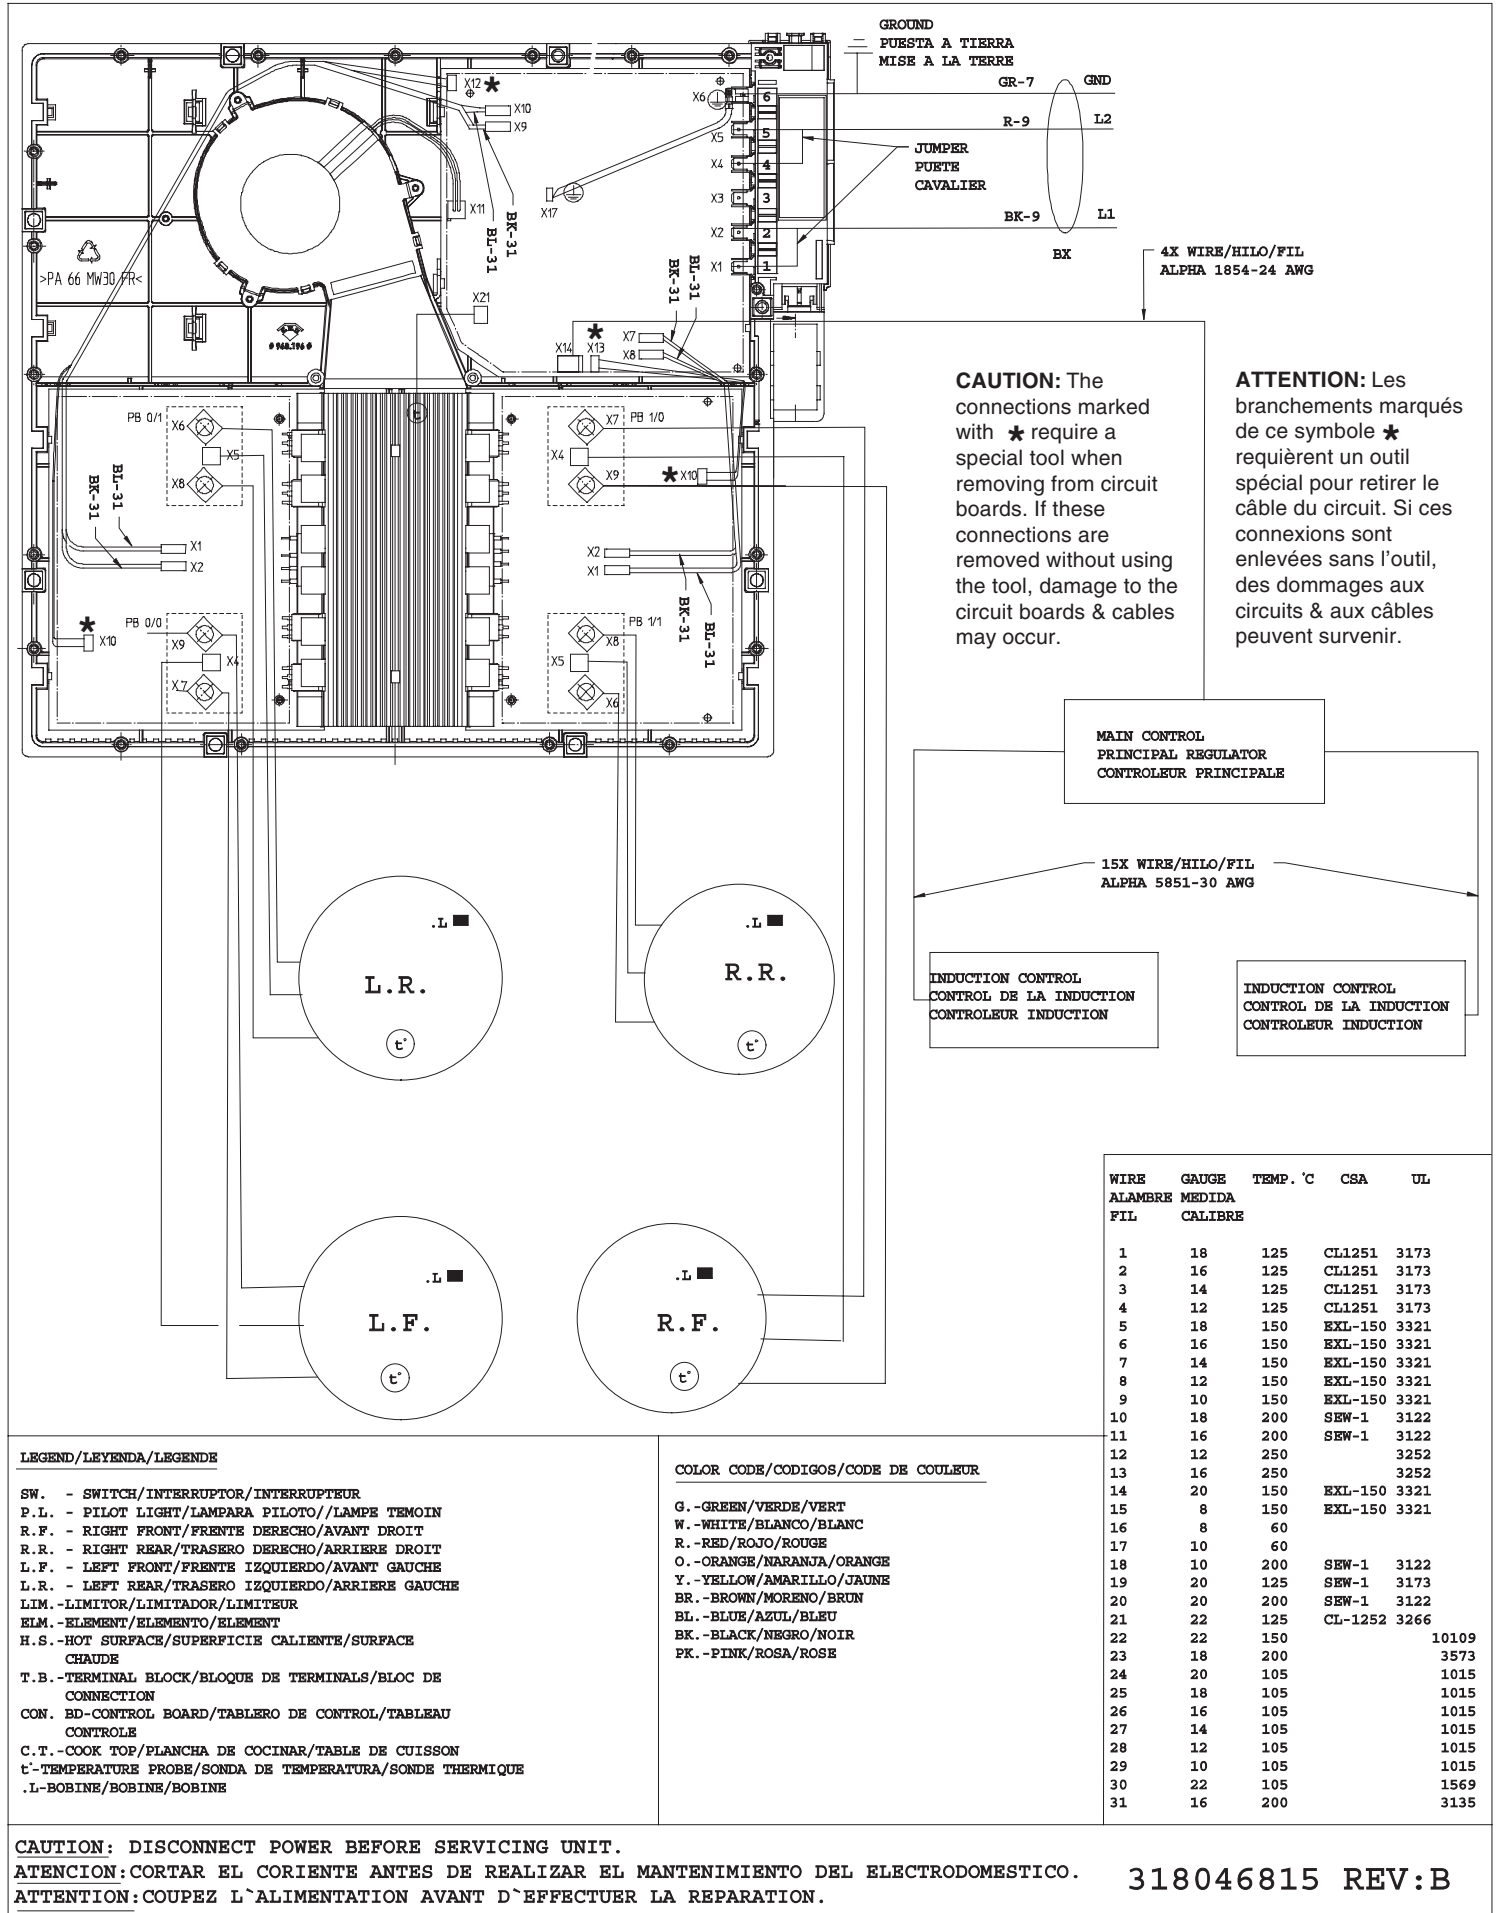 GROUND
PUESTA A TIERRA
MISE A LA TERRE
GR-7 GND
R-9 L2
JUMPER
PUETE
CAVALIER
BK-9 L1
BX
4X WIRE/HILO/FIL
ALPHA 1854-24 AWG
X12 *
X10
X9
X11
BL-31
BK-31
X17
X6 6
X5 5
X4 4
X3 3
X2 2
X1 1
>PA 66 MW30 FR<
X21
BK-31
BL-31
X14
* X13
X7
X8
t
PB 0/1 X6
X5
X8
BK-31
BL-31
X1
X2
* X10
PB 0/0
X9
X4
X7
X7 PB 1/0
X4
X9
* X10
X2
X1
BK-31
BL-31
PB 1/1
X8
X5
X6
CAUTION: The
connections marked
with * require a
special tool when
removing from circuit
boards. If these
connections are
removed without using
the tool, damage to the
circuit boards & cables
may occur.
ATTENTION: Les
branchements marqués
de ce symbole *
requièrent un outil
spécial pour retirer le
câble du circuit. Si ces
connexions sont
enlevées sans l'outil,
des dommages aux
circuits & aux câbles
peuvent survenir.
MAIN CONTROL
PRINCIPAL REGULATOR
CONTROLEUR PRINCIPALE
15X WIRE/HILO/FIL
ALPHA 5851-30 AWG
INDUCTION CONTROL
CONTROL DE LA INDUCTION
CONTROLEUR INDUCTION
INDUCTION CONTROL
CONTROL DE LA INDUCTION
CONTROLEUR INDUCTION
.L
L.R.
t°
.L
R.R.
t°
.L
L.F.
t°
.L
R.F.
t°
WIRE GAUGE TEMP.°C CSA UL
ALAMBRE MEDIDA
FIL CALIBRE
1 18 125 CL1251 3173
2 16 125 CL1251 3173
3 14 125 CL1251 3173
4 12 125 CL1251 3173
5 18 150 EXL-150 3321
6 16 150 EXL-150 3321
7 14 150 EXL-150 3321
8 12 150 EXL-150 3321
9 10 150 EXL-150 3321
10 18 200 SEW-1 3122
11 16 200 SEW-1 3122
12 12 250 3252
13 16 250 3252
14 20 150 EXL-150 3321
15 8 150 EXL-150 3321
16 8 60
17 10 60
18 10 200 SEW-1 3122
19 20 125 SEW-1 3173
20 20 200 SEW-1 3122
21 22 125 CL-1252 3266
22 22 150 10109
23 18 200 3573
24 20 105 1015
25 18 105 1015
26 16 105 1015
27 14 105 1015
28 12 105 1015
29 10 105 1015
30 22 105 1569
31 16 200 3135
LEGEND/LEYENDA/LEGENDE
SW. - SWITCH/INTERRUPTOR/INTERRUPTEUR
P.L. - PILOT LIGHT/LAMPARA PILOTO//LAMPE TEMOIN
R.F. - RIGHT FRONT/FRENTE DERECHO/AVANT DROIT
R.R. - RIGHT REAR/TRASERO DERECHO/ARRIERE DROIT
L.F. - LEFT FRONT/FRENTE IZQUIERDO/AVANT GAUCHE
L.R. - LEFT REAR/TRASERO IZQUIERDO/ARRIERE GAUCHE
LIM.-LIMITOR/LIMITADOR/LIMITEUR
ELM.-ELEMENT/ELEMENTO/ELEMENT
H.S.-HOT SURFACE/SUPERFICIE CALIENTE/SURFACE
CHAUDE
T.B.-TERMINAL BLOCK/BLOQUE DE TERMINALS/BLOC DE
CONNECTION
CON. BD-CONTROL BOARD/TABLERO DE CONTROL/TABLEAU
CONTROLE
C.T.-COOK TOP/PLANCHA DE COCINAR/TABLE DE CUISSON
t°-TEMPERATURE PROBE/SONDA DE TEMPERATURA/SONDE THERMIQUE
.L-BOBINE/BOBINE/BOBINE
COLOR CODE/CODIGOS/CODE DE COULEUR
G.-GREEN/VERDE/VERT
W.-WHITE/BLANCO/BLANC
R.-RED/ROJO/ROUGE
O.-ORANGE/NARANJA/ORANGE
Y.-YELLOW/AMARILLO/JAUNE
BR.-BROWN/MORENO/BRUN
BL.-BLUE/AZUL/BLEU
BK.-BLACK/NEGRO/NOIR
PK.-PINK/ROSA/ROSE
CAUTION: DISCONNECT POWER BEFORE SERVICING UNIT.
ATENCION:CORTAR EL CORIENTE ANTES DE REALIZAR EL MANTENIMIENTO DEL ELECTRODOMESTICO.
ATTENTION:COUPEZ L`ALIMENTATION AVANT D`EFFECTUER LA REPARATION.
318046815 REV:B